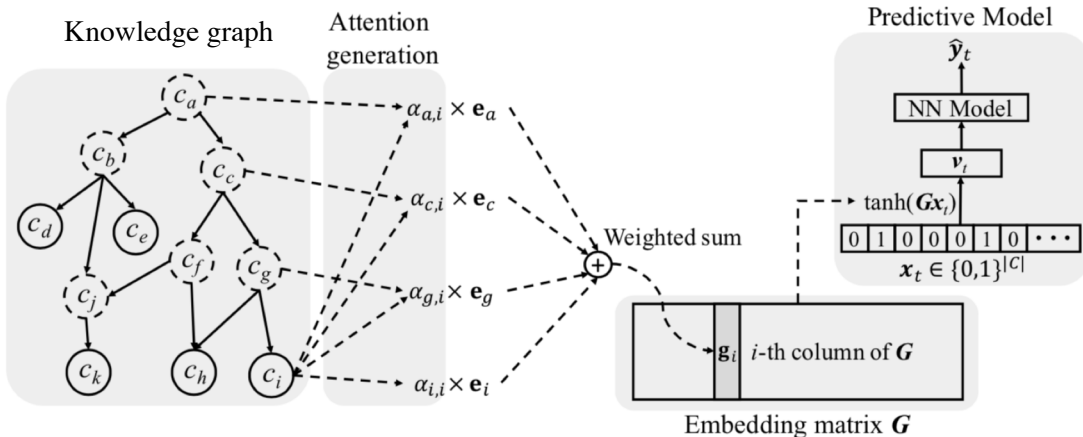 Knowledge graph
Attention
generation
Predictive Model
c_a
c_b
c_c
c_d
c_e
c_f
c_g
c_j
c_k
c_h
c_i
α_{a,i} × e_a
α_{c,i} × e_c
α_{g,i} × e_g
α_{i,i} × e_i
+
Weighted sum
g_i i-th column of G
Embedding matrix G
ŷ_t
NN Model
v_t
tanh(Gx_t)
0 1 0 0 0 1 0 ···
x_t ∈ {0,1}^{|C|}